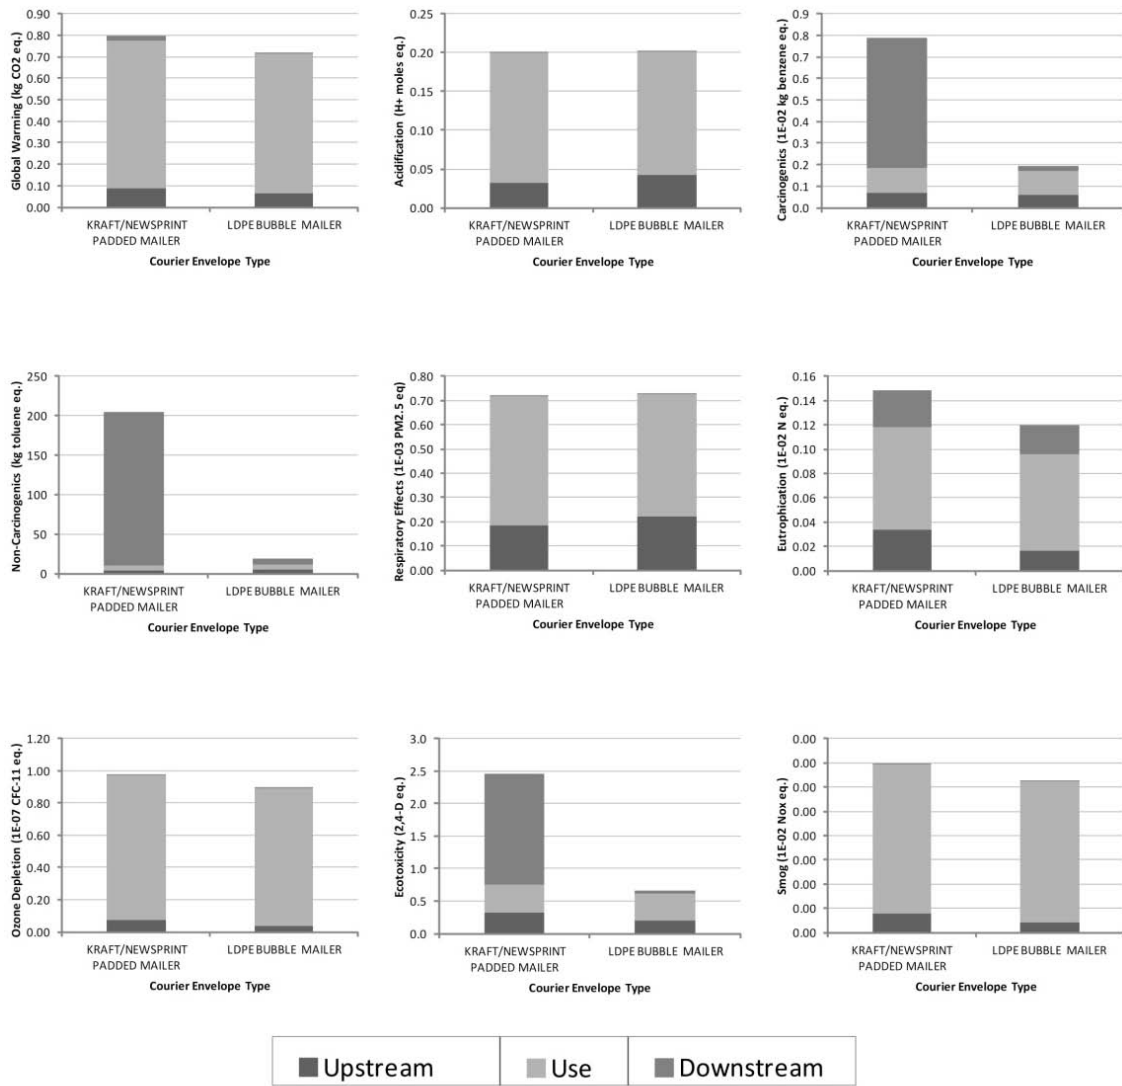 Global Warming (kg CO2 eq.)
0.90
0.80
0.70
0.60
0.50
0.40
0.30
0.20
0.10
0.00
KRAFT/NEWSPRINT
PADDED MAILER
LDPE BUBBLE MAILER
Courier Envelope Type
Acidification (H+ moles eq.)
0.25
0.20
0.15
0.10
0.05
0.00
KRAFT/NEWSPRINT
PADDED MAILER
LDPE BUBBLE MAILER
Courier Envelope Type
Carcinogenics (1E-02 kg benzene eq.)
0.9
0.8
0.7
0.6
0.5
0.4
0.3
0.2
0.1
0.0
KRAFT/NEWSPRINT
PADDED MAILER
LDPE BUBBLE MAILER
Courier Envelope Type
Non-Carcinogenics (kg toluene eq.)
250
200
150
100
50
0
KRAFT/NEWSPRINT
PADDED MAILER
LDPE BUBBLE MAILER
Courier Envelope Type
Respiratory Effects (1E-03 PM2.5 eq)
0.80
0.70
0.60
0.50
0.40
0.30
0.20
0.10
0.00
KRAFT/NEWSPRINT
PADDED MAILER
LDPE BUBBLE MAILER
Courier Envelope Type
Eutrophication (1E-02 N eq.)
0.16
0.14
0.12
0.10
0.08
0.06
0.04
0.02
0.00
KRAFT/NEWSPRINT
PADDED MAILER
LDPE BUBBLE MAILER
Courier Envelope Type
Ozone Depletion (1E-07 CFC-11 eq.)
1.20
1.00
0.80
0.60
0.40
0.20
0.00
KRAFT/NEWSPRINT
PADDED MAILER
LDPE BUBBLE MAILER
Courier Envelope Type
Ecotoxicity (2,4-D eq.)
3.0
2.5
2.0
1.5
1.0
0.5
0.0
KRAFT/NEWSPRINT
PADDED MAILER
LDPE BUBBLE MAILER
Courier Envelope Type
Smog (1E-02 Nox eq.)
0.00
0.00
0.00
0.00
0.00
0.00
0.00
0.00
0.00
KRAFT/NEWSPRINT
PADDED MAILER
LDPE BUBBLE MAILER
Courier Envelope Type
Upstream
Use
Downstream